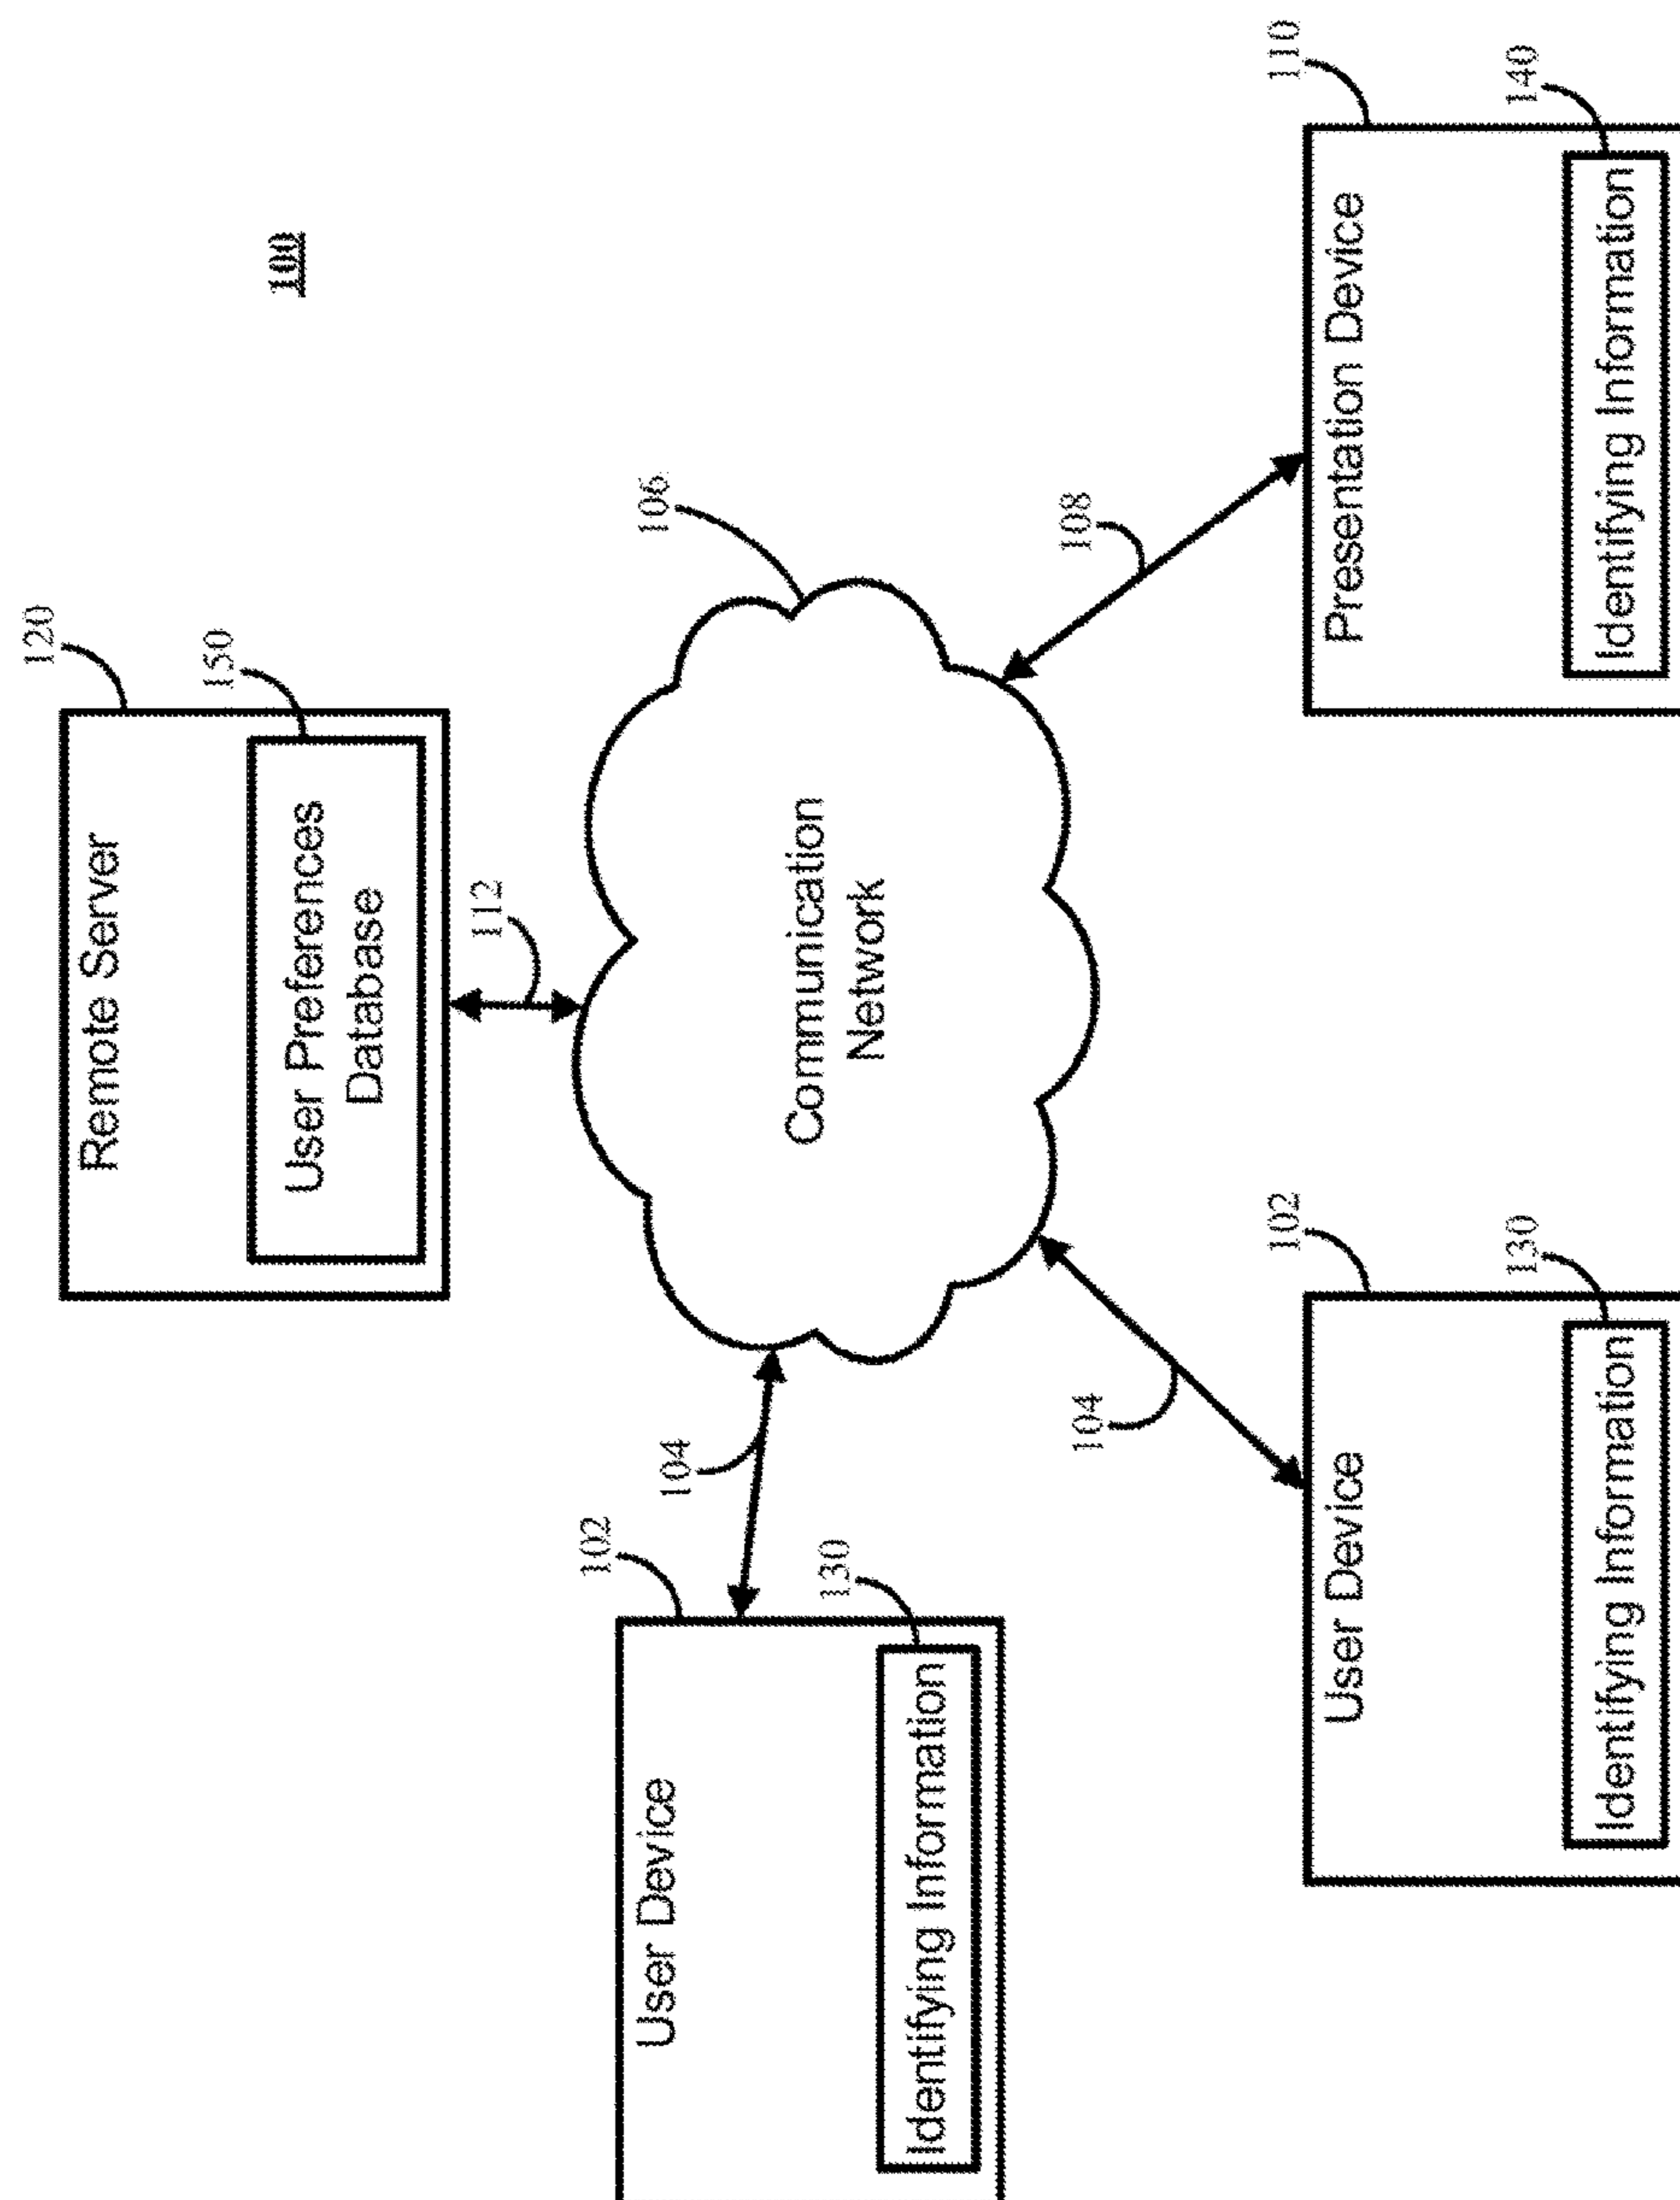 120
Remote Server
150
100
User Preferences
Database
112
102
106
User Device
104
Communication
Network
130
Identifying Information
104
108
102
110
User Device
Presentation Device
130
140
Identifying Information
Identifying Information